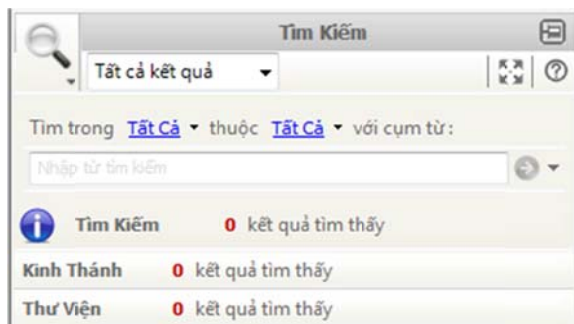 Tìm Kiếm
Tất cả kết quả
Tìm trong Tất Cả thuộc Tất Cả với cụm từ:
Nhập từ tìm kiếm
Tìm Kiếm 0 kết quả tìm thấy
Kinh Thánh 0 kết quả tìm thấy
Thư Viện 0 kết quả tìm thấy